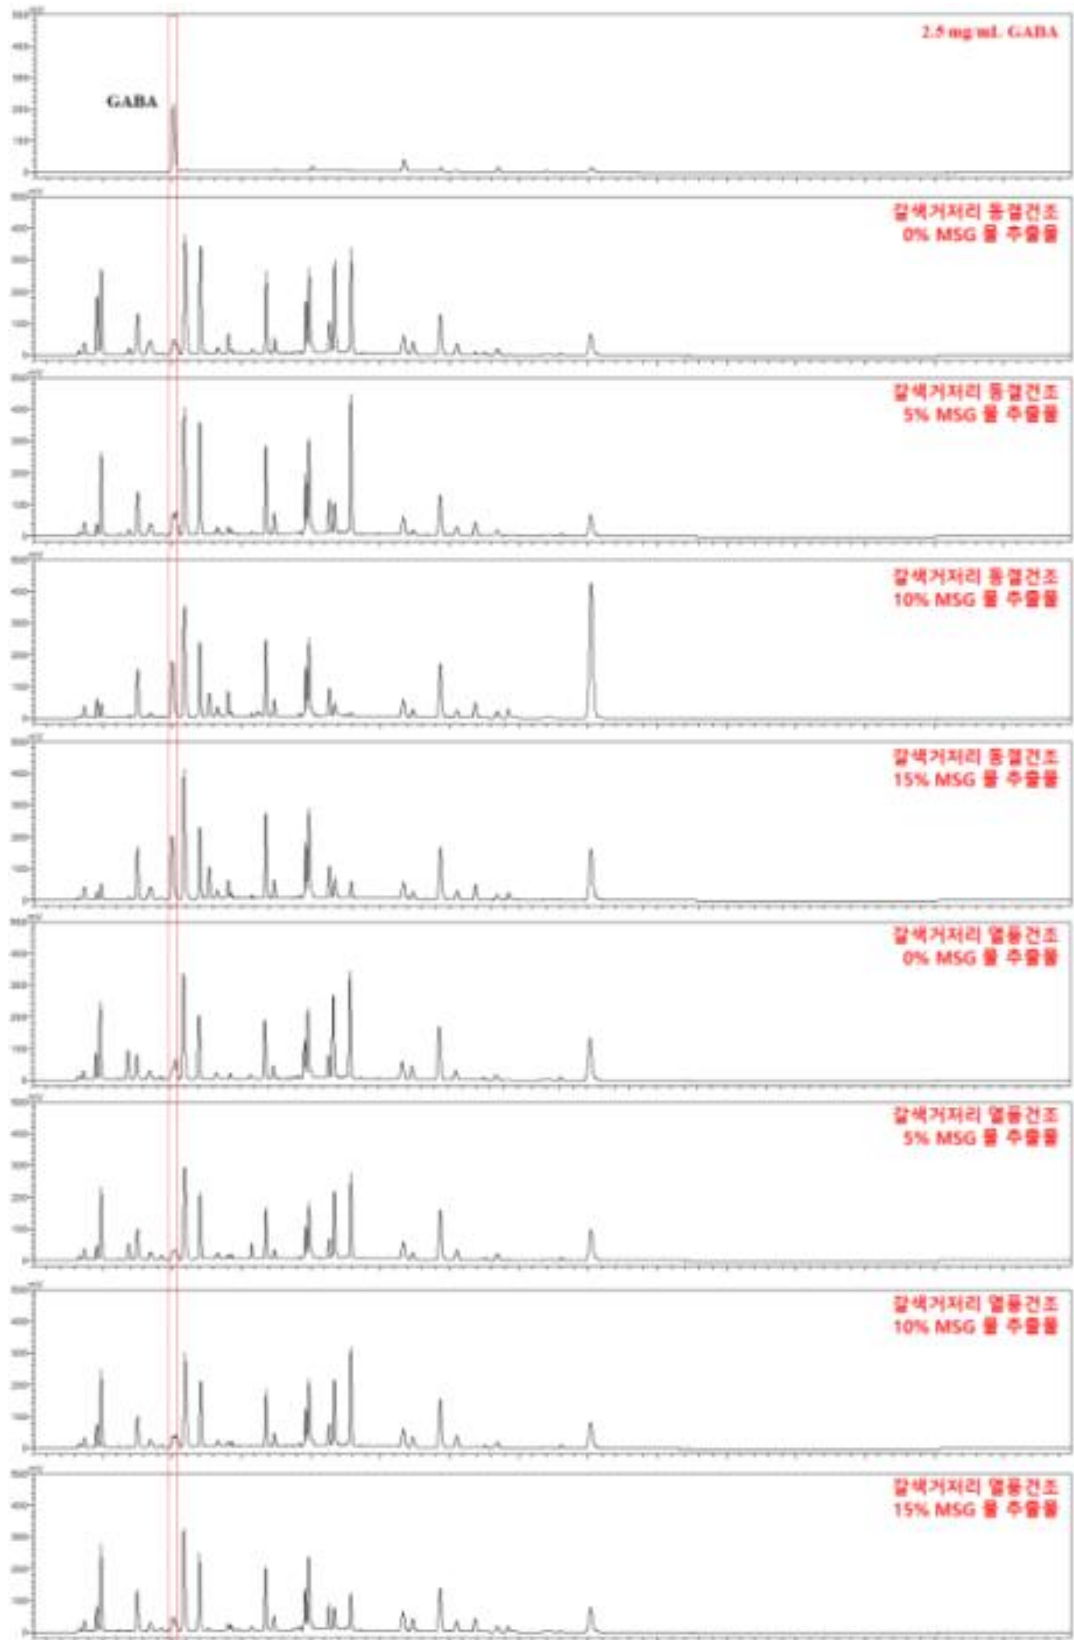 2.5 mg/mL GABA
GABA
갈색거저리 동결건조
0% MSG 물 추출물
갈색거저리 동결건조
5% MSG 물 추출물
갈색거저리 동결건조
10% MSG 물 추출물
갈색거저리 동결건조
15% MSG 물 추출물
갈색거저리 열풍건조
0% MSG 물 추출물
갈색거저리 열풍건조
5% MSG 물 추출물
갈색거저리 열풍건조
10% MSG 물 추출물
갈색거저리 열풍건조
15% MSG 물 추출물